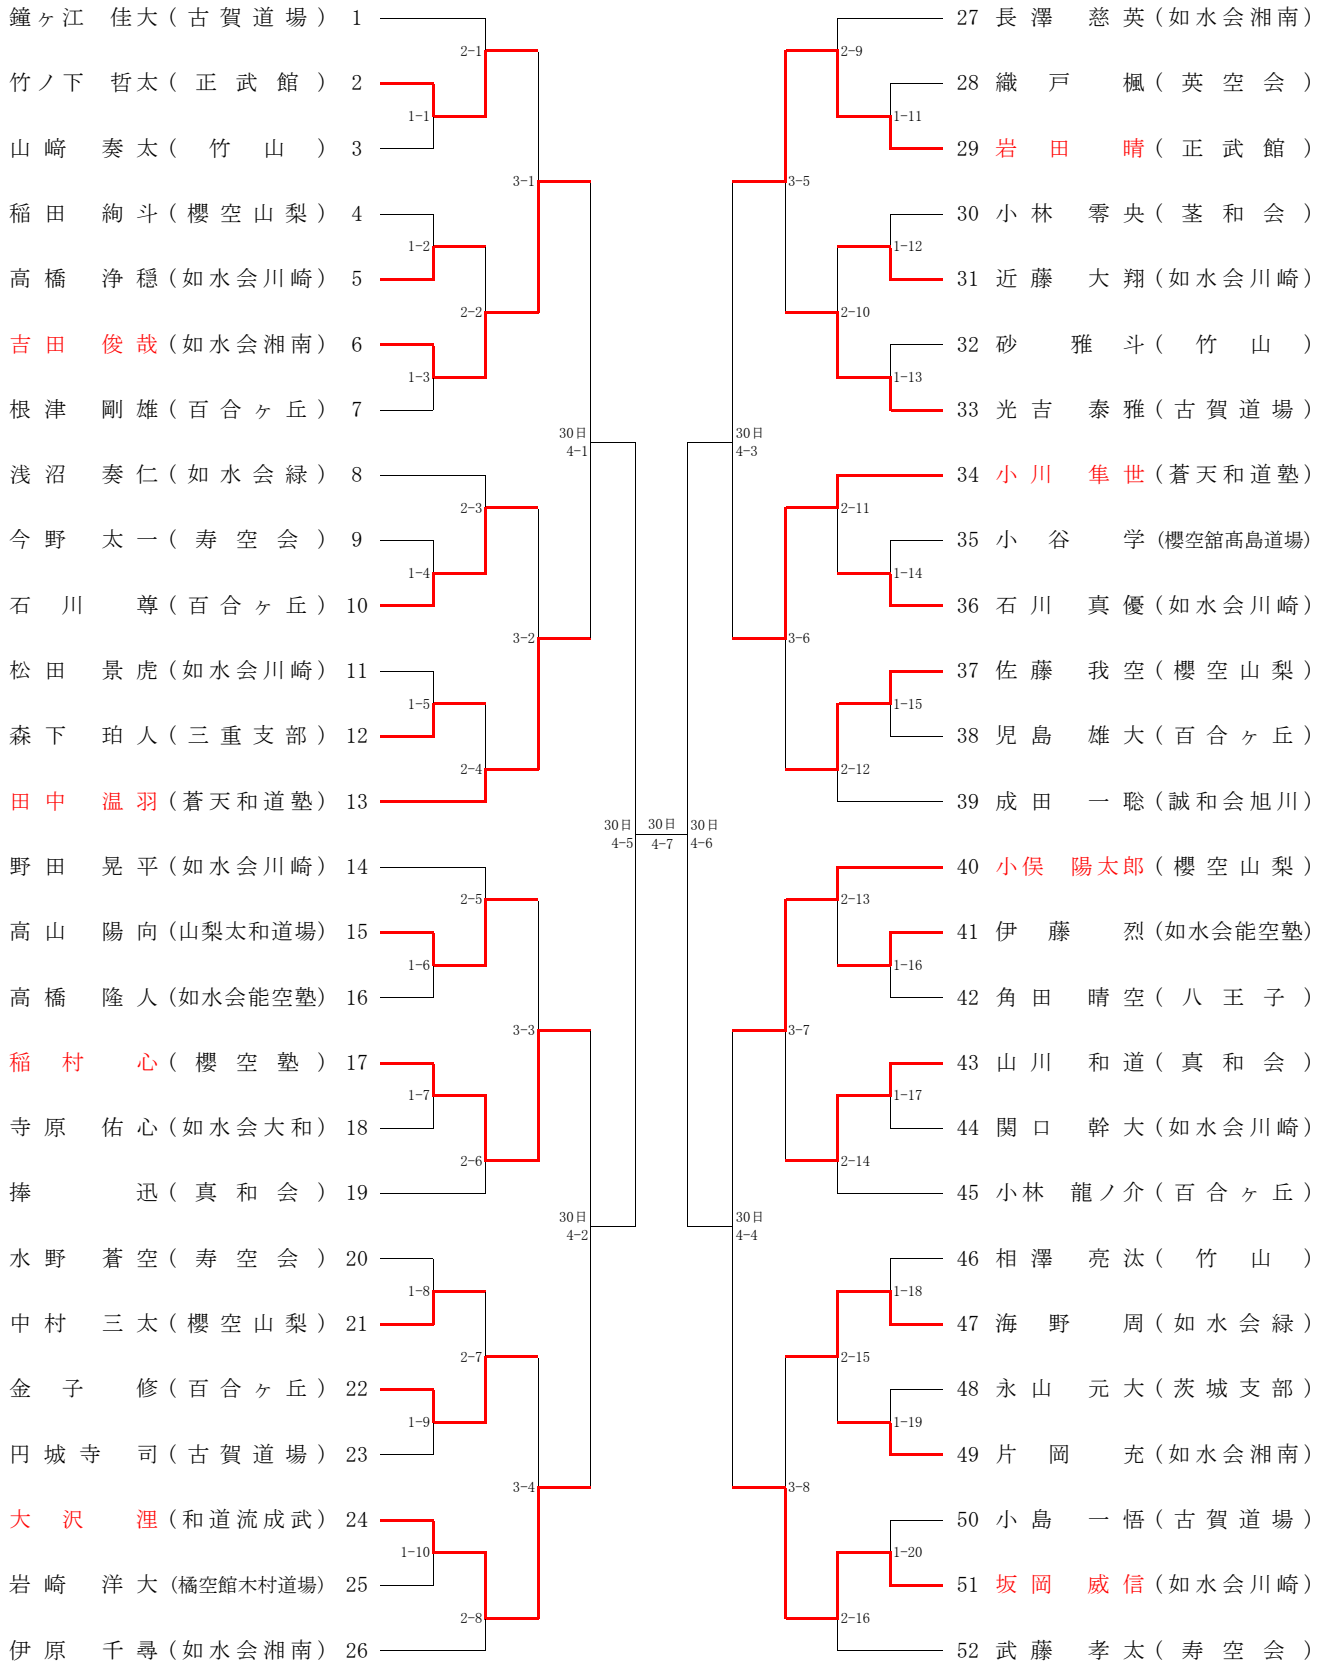 鐘ヶ江 佳大 (古賀道場) 1
竹ノ下 哲太 (正武館) 2
山﨑 奏太 (竹山) 3
稲田 絢斗 (櫻空山梨) 4
高橋 浄穏 (如水会川崎) 5
吉田 俊哉 (如水会湘南) 6
根津 剛雄 (百合ヶ丘) 7
浅沼 奏仁 (如水会緑) 8
今野 太一 (寿空会) 9
石川 尊 (百合ヶ丘) 10
松田 景虎 (如水会川崎) 11
森下 珀人 (三重支部) 12
田中 温羽 (蒼天和道塾) 13
野田 晃平 (如水会川崎) 14
高山 陽向 (山梨太和道場) 15
高橋 隆人 (如水会能空塾) 16
稲村 心 (櫻空塾) 17
寺原 佑心 (如水会大和) 18
捧 迅 (真和会) 19
水野 蒼空 (寿空会) 20
中村 三太 (櫻空山梨) 21
金子 修 (百合ヶ丘) 22
円城寺 司 (古賀道場) 23
大沢 浬 (和道流成武) 24
岩崎 洋大 (橘空館木村道場) 25
伊原 千尋 (如水会湘南) 26
2-1
1-1
3-1
1-2
2-2
1-3
30日
4-1
2-3
1-4
3-2
1-5
2-4
30日
4-5
2-5
1-6
3-3
1-7
2-6
30日
4-2
1-8
2-7
1-9
3-4
1-10
2-8
30日
4-7
2-9
1-11
3-5
1-12
2-10
1-13
30日
4-3
2-11
1-14
3-6
1-15
2-12
30日
4-6
2-13
1-16
3-7
1-17
2-14
30日
4-4
1-18
2-15
1-19
3-8
1-20
2-16
27 長澤 慈英 (如水会湘南)
28 織戸 楓 (英空会)
29 岩田 晴 (正武館)
30 小林 零央 (茎和会)
31 近藤 大翔 (如水会川崎)
32 砂 雅斗 (竹山)
33 光吉 泰雅 (古賀道場)
34 小川 隼世 (蒼天和道塾)
35 小谷 学 (櫻空舘髙島道場)
36 石川 真優 (如水会川崎)
37 佐藤 我空 (櫻空山梨)
38 児島 雄大 (百合ヶ丘)
39 成田 一聡 (誠和会旭川)
40 小俣 陽太郎 (櫻空山梨)
41 伊藤 烈 (如水会能空塾)
42 角田 晴空 (八王子)
43 山川 和道 (真和会)
44 関口 幹大 (如水会川崎)
45 小林 龍ノ介 (百合ヶ丘)
46 相澤 亮汰 (竹山)
47 海野 周 (如水会緑)
48 永山 元大 (茨城支部)
49 片岡 充 (如水会湘南)
50 小島 一悟 (古賀道場)
51 坂岡 威信 (如水会川崎)
52 武藤 孝太 (寿空会)